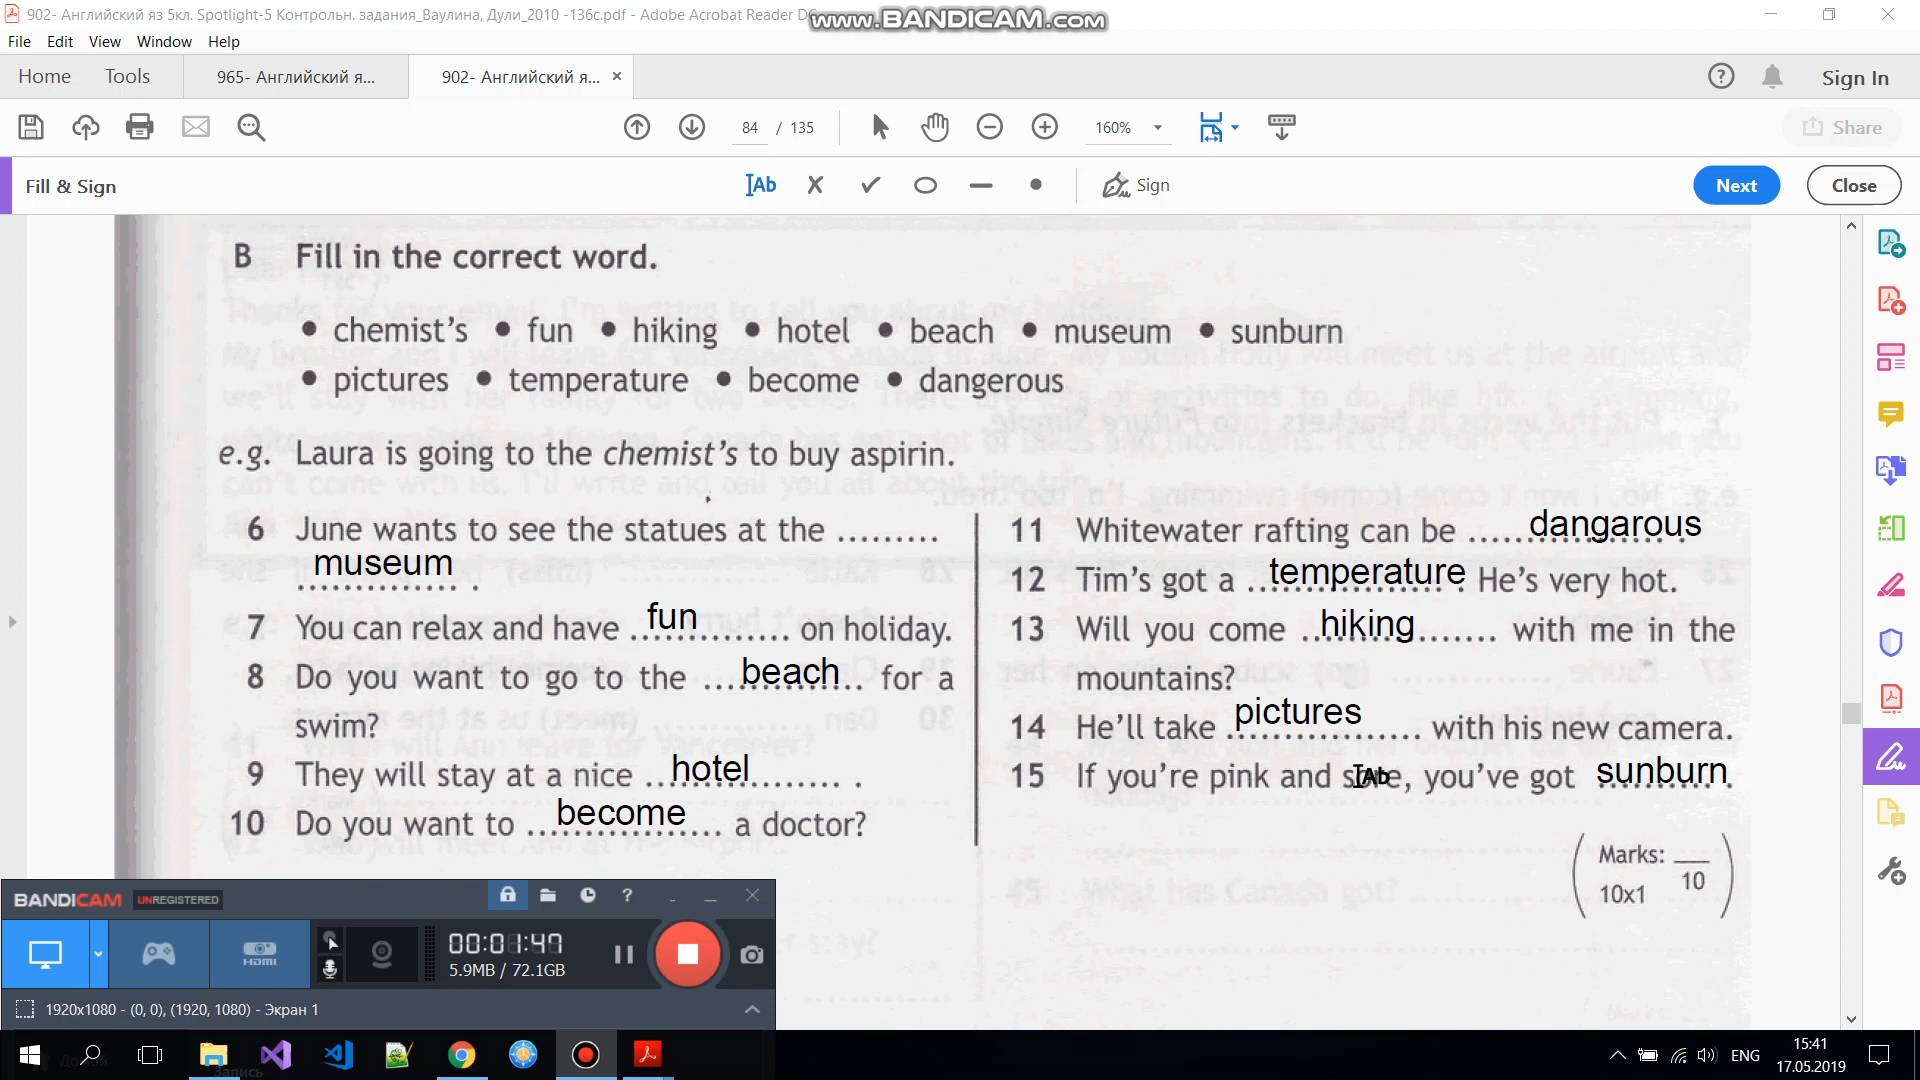 902- Английский яз 5кл. Spotlight-5 Контрольн. задания_Ваулина, Дули_2010 -136с.pdf - Adobe Acrobat Reader DC
www.BANDICAM.com
File Edit View Window Help
Home Tools 965- Английский я... 902- Английский я... × Sign In
84 / 135 160% Share
Fill & Sign IAb Sign Next Close
B Fill in the correct word.
• chemist's • fun • hiking • hotel • beach • museum • sunburn
• pictures • temperature • become • dangerous
e.g. Laura is going to the chemist's to buy aspirin.
6 June wants to see the statues at the .........
museum
.............. .
7 You can relax and have fun on holiday.
8 Do you want to go to the beach for a
swim?
9 They will stay at a nice hotel .
10 Do you want to become a doctor?
11 Whitewater rafting can be dangarous .
12 Tim's got a temperature . He's very hot.
13 Will you come hiking with me in the
mountains?
14 He'll take pictures with his new camera.
15 If you're pink and s e, you've got sunburn .
Marks: ___
10x1 10
BANDICAM UNREGISTERED
HDMI
00:01:47
5.9MB / 72.1GB
1920x1080 - (0, 0), (1920, 1080) - Экран 1
Запись
ENG
15:41
17.05.2019